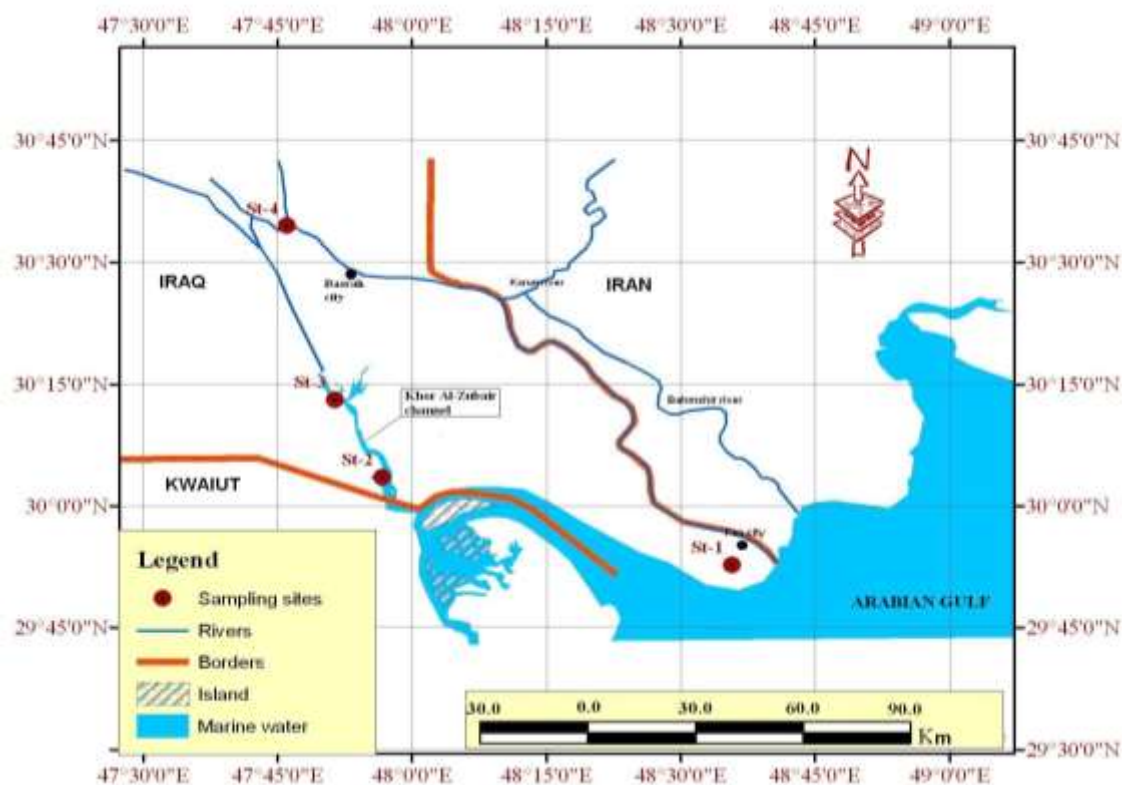 47°30'0"E 47°45'0"E 48°0'0"E 48°15'0"E 48°30'0"E 48°45'0"E 49°0'0"E
30°45'0"N 30°45'0"N
N
St-4
30°30'0"N 30°30'0"N
IRAQ
Basrah
city
IRAN
30°15'0"N 30°15'0"N
St-3
Khor Al-Zubair
channel
St-2
KWAIUT
30°0'0"N 30°0'0"N
St-1
ARABIAN GULF
29°45'0"N 29°45'0"N
Legend
Sampling sites
Rivers
Borders
Island
Marine water
30.0 0.0 30.0 60.0 90.0
Km
29°30'0"N
47°30'0"E 47°45'0"E 48°0'0"E 48°15'0"E 48°30'0"E 48°45'0"E 49°0'0"E